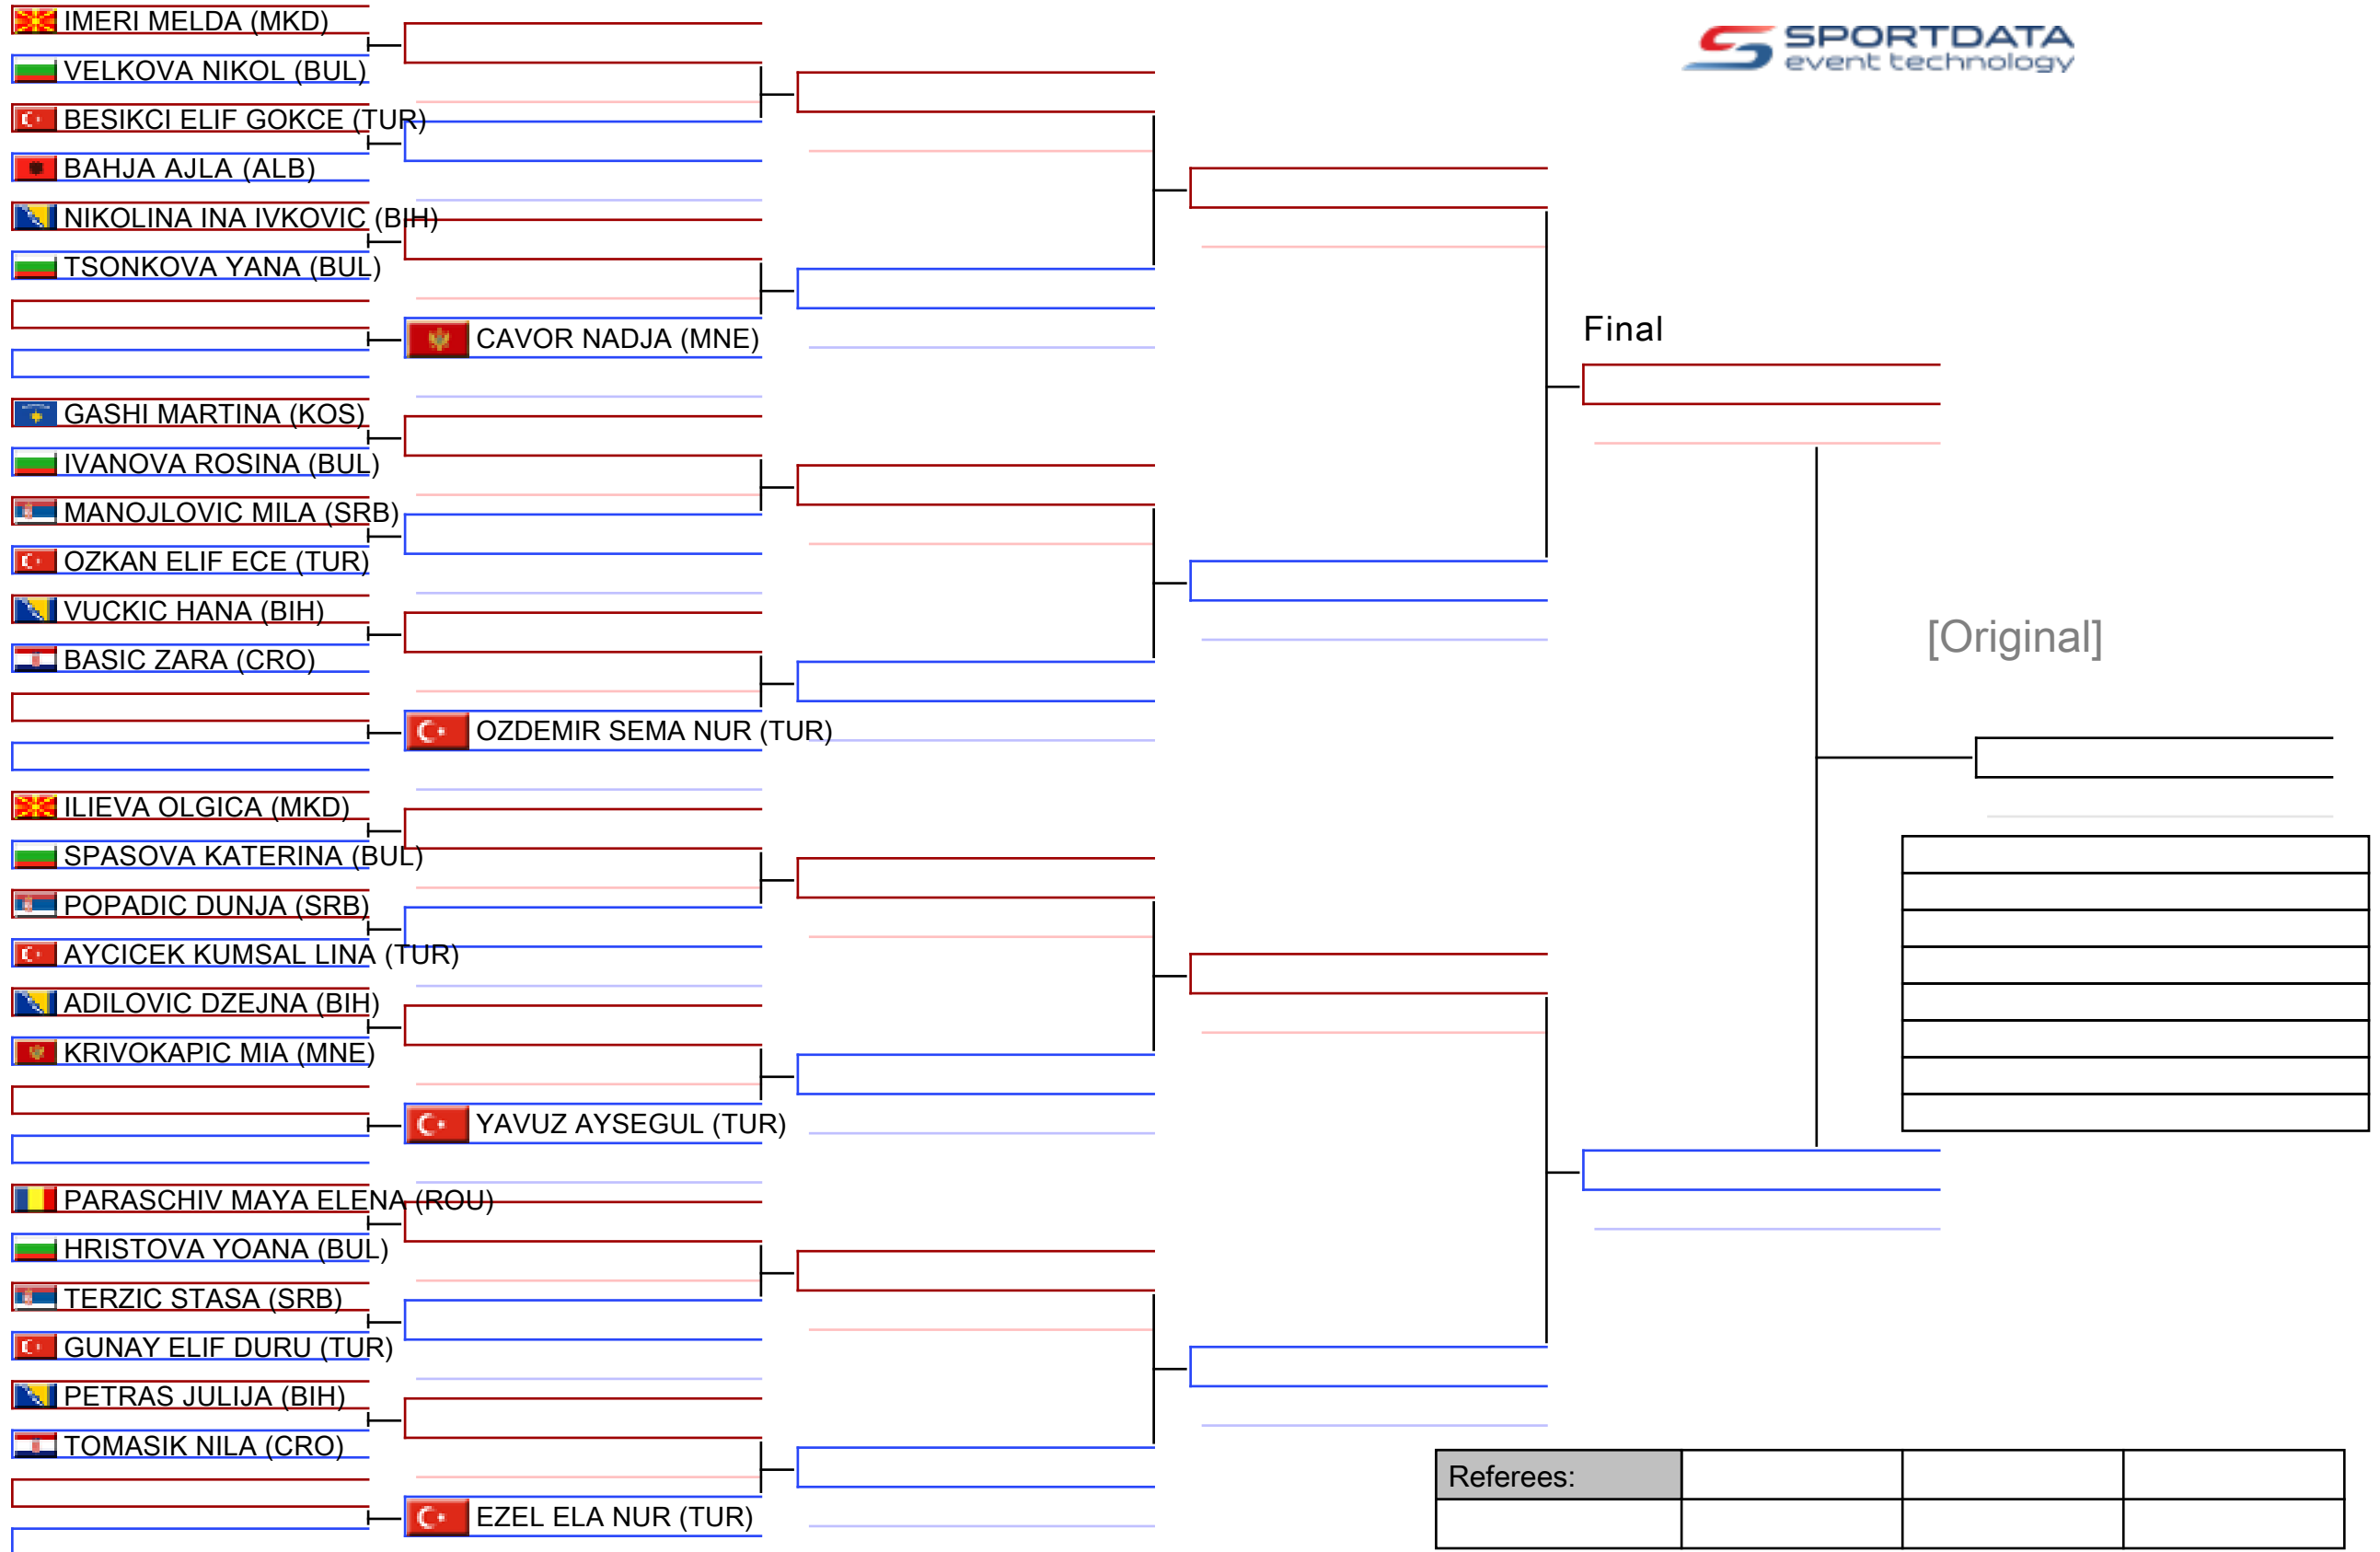 IMERI MELDA (MKD)
VELKOVA NIKOL (BUL)
BESIKCI ELIF GOKCE (TUR)
BAHJA AJLA (ALB)
NIKOLINA INA IVKOVIC (BIH)
TSONKOVA YANA (BUL)
CAVOR NADJA (MNE)
GASHI MARTINA (KOS)
IVANOVA ROSINA (BUL)
MANOJLOVIC MILA (SRB)
OZKAN ELIF ECE (TUR)
VUCKIC HANA (BIH)
BASIC ZARA (CRO)
OZDEMIR SEMA NUR (TUR)
ILIEVA OLGICA (MKD)
SPASOVA KATERINA (BUL)
POPADIC DUNJA (SRB)
AYCICEK KUMSAL LINA (TUR)
ADILOVIC DZEJNA (BIH)
KRIVOKAPIC MIA (MNE)
YAVUZ AYSEGUL (TUR)
PARASCHIV MAYA ELENA (ROU)
HRISTOVA YOANA (BUL)
TERZIC STASA (SRB)
GUNAY ELIF DURU (TUR)
PETRAS JULIJA (BIH)
TOMASIK NILA (CRO)
EZEL ELA NUR (TUR)
SPORTDATA
event technology
Final
[Original]
Referees: